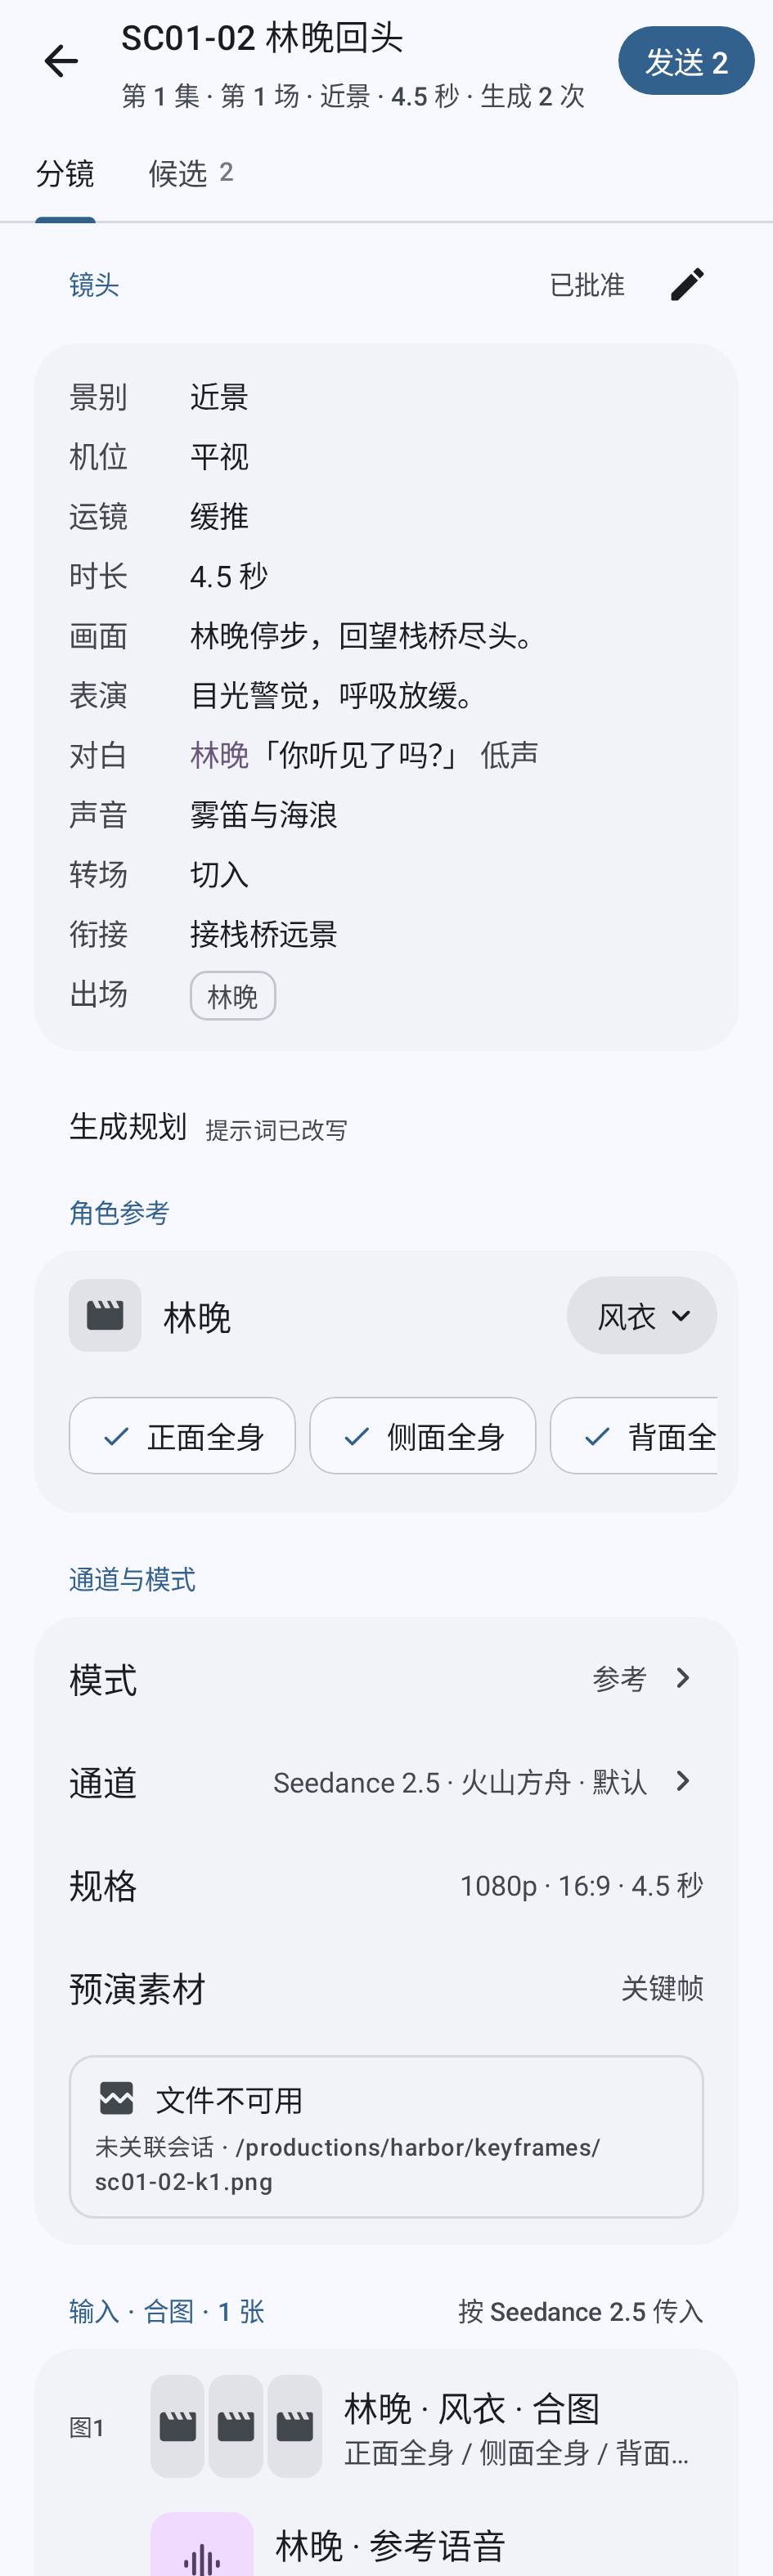 SC01-02 林晚回头
第 1 集 · 第 1 场 · 近景 · 4.5 秒 · 生成 2 次
发送 2
分镜
候选 2
镜头
已批准
景别 近景
机位 平视
运镜 缓推
时长 4.5 秒
画面 林晚停步，回望栈桥尽头。
表演 目光警觉，呼吸放缓。
对白 林晚「你听见了吗？」 低声
声音 雾笛与海浪
转场 切入
衔接 接栈桥远景
出场 林晚
生成规划 提示词已改写
角色参考
林晚
风衣
正面全身
侧面全身
背面全
通道与模式
模式 参考
通道 Seedance 2.5 · 火山方舟 · 默认
规格 1080p · 16:9 · 4.5 秒
预演素材 关键帧
文件不可用
未关联会话 · /productions/harbor/keyframes/
sc01-02-k1.png
输入 · 合图 · 1 张
按 Seedance 2.5 传入
图1
林晚 · 风衣 · 合图
正面全身 / 侧面全身 / 背面...
林晚 · 参考语音